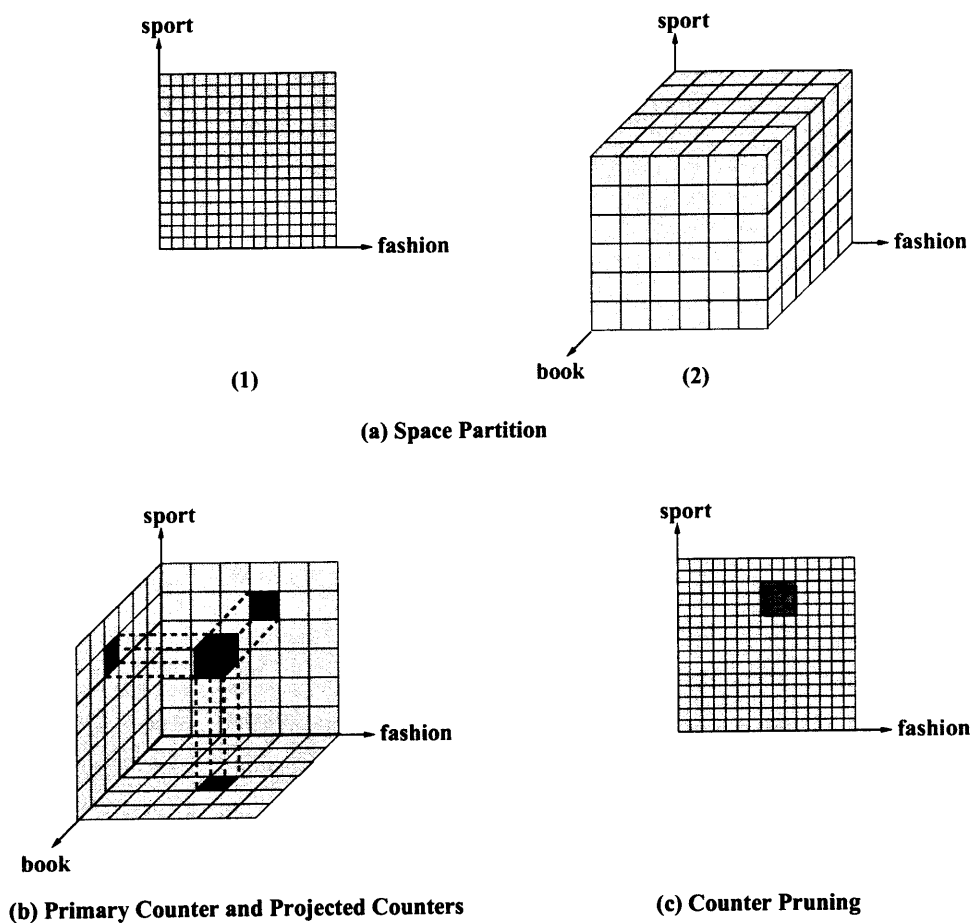 sport
sport
fashion
fashion
book
(1)
(2)
(a) Space Partition
sport
sport
fashion
fashion
book
(b) Primary Counter and Projected Counters
(c) Counter Pruning